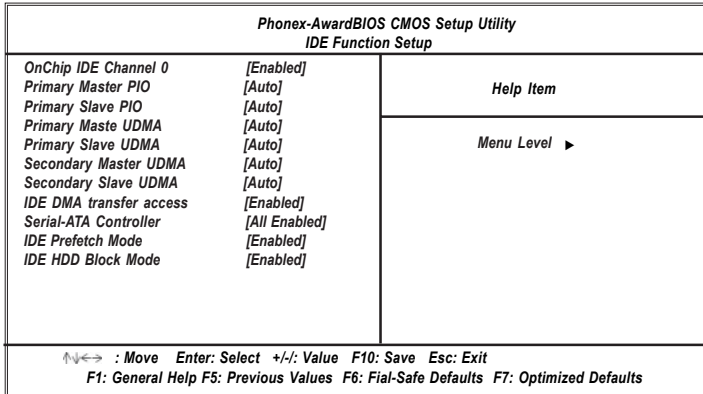 Phonex-AwardBIOS CMOS Setup Utility
IDE Function Setup
OnChip IDE Channel 0 [Enabled]
Primary Master PIO [Auto]
Primary Slave PIO [Auto]
Primary Maste UDMA [Auto]
Primary Slave UDMA [Auto]
Secondary Master UDMA [Auto]
Secondary Slave UDMA [Auto]
IDE DMA transfer access [Enabled]
Serial-ATA Controller [All Enabled]
IDE Prefetch Mode [Enabled]
IDE HDD Block Mode [Enabled]
Help Item
Menu Level ▶
↑↓←→ : Move Enter: Select +/-/: Value F10: Save Esc: Exit
F1: General Help F5: Previous Values F6: Fial-Safe Defaults F7: Optimized Defaults